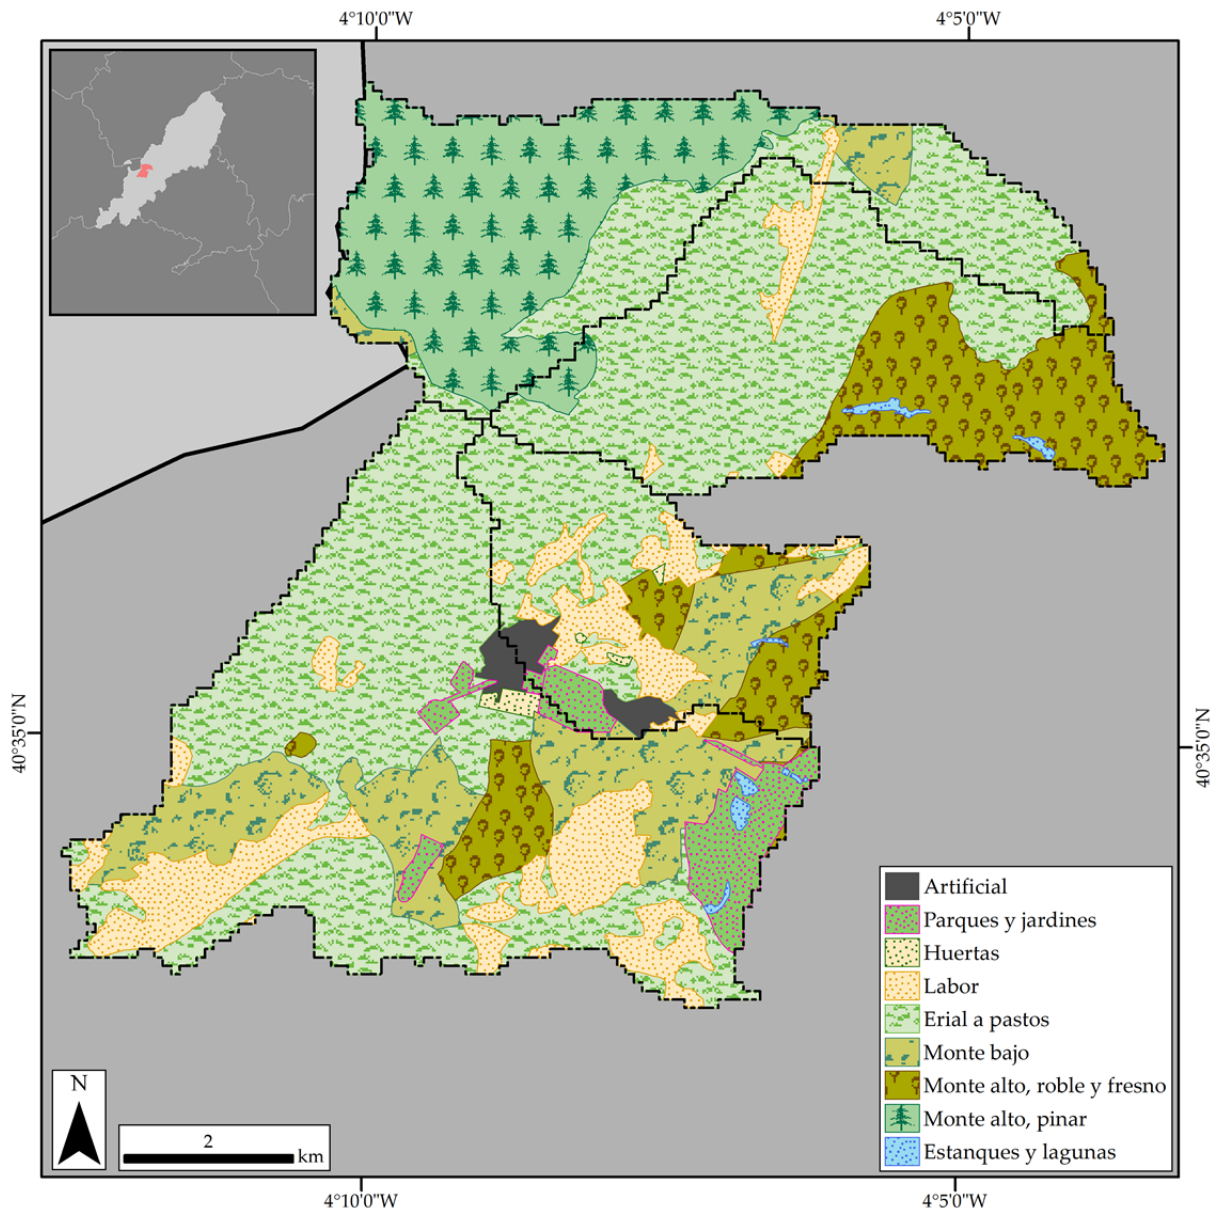 4°10'0"W
4°5'0"W
40°35'0"N
40°35'0"N
Artificial
Parques y jardines
Huertas
Labor
Erial a pastos
Monte bajo
Monte alto, roble y fresno
Monte alto, pinar
Estanques y lagunas
N
2
km
4°10'0"W
4°5'0"W